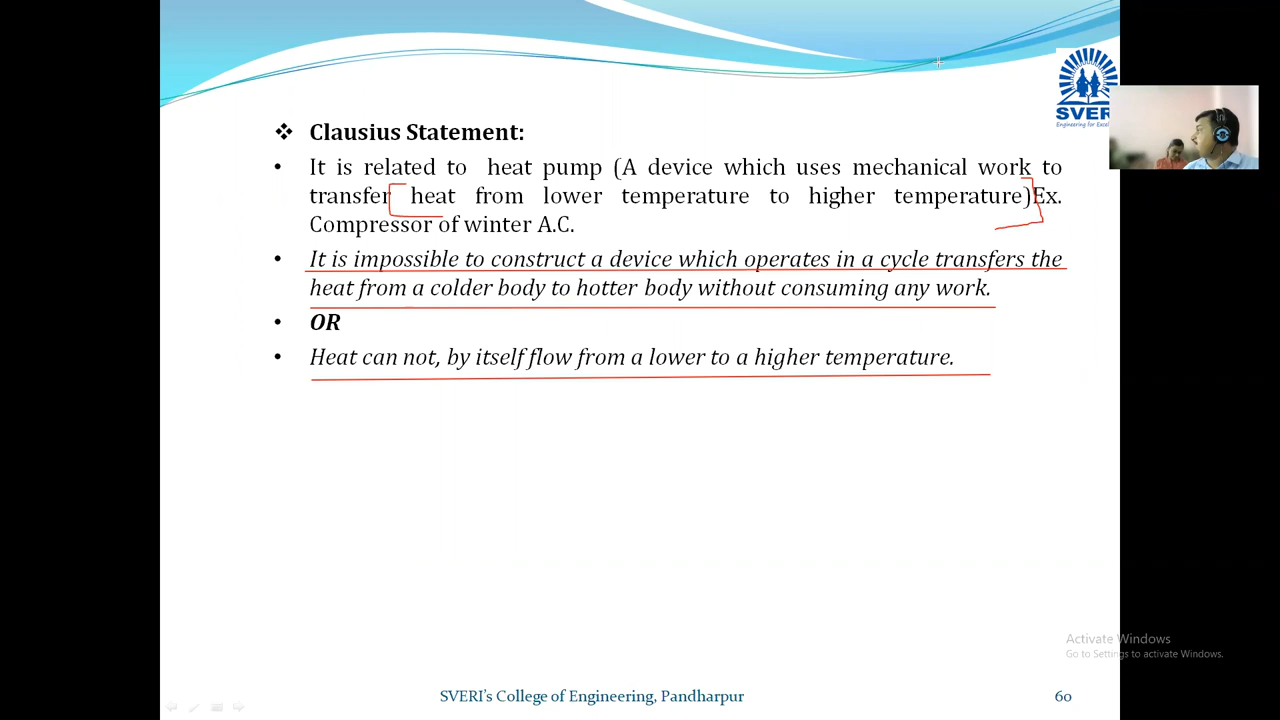 SVERI
Engineering for Excel
❖ Clausius Statement:
• It is related to heat pump (A device which uses mechanical work to
transfer heat from lower temperature to higher temperature)Ex.
Compressor of winter A.C.
• It is impossible to construct a device which operates in a cycle transfers the
heat from a colder body to hotter body without consuming any work.
• OR
• Heat can not, by itself flow from a lower to a higher temperature.
Activate Windows
Go to Settings to activate Windows.
SVERI's College of Engineering, Pandharpur 60